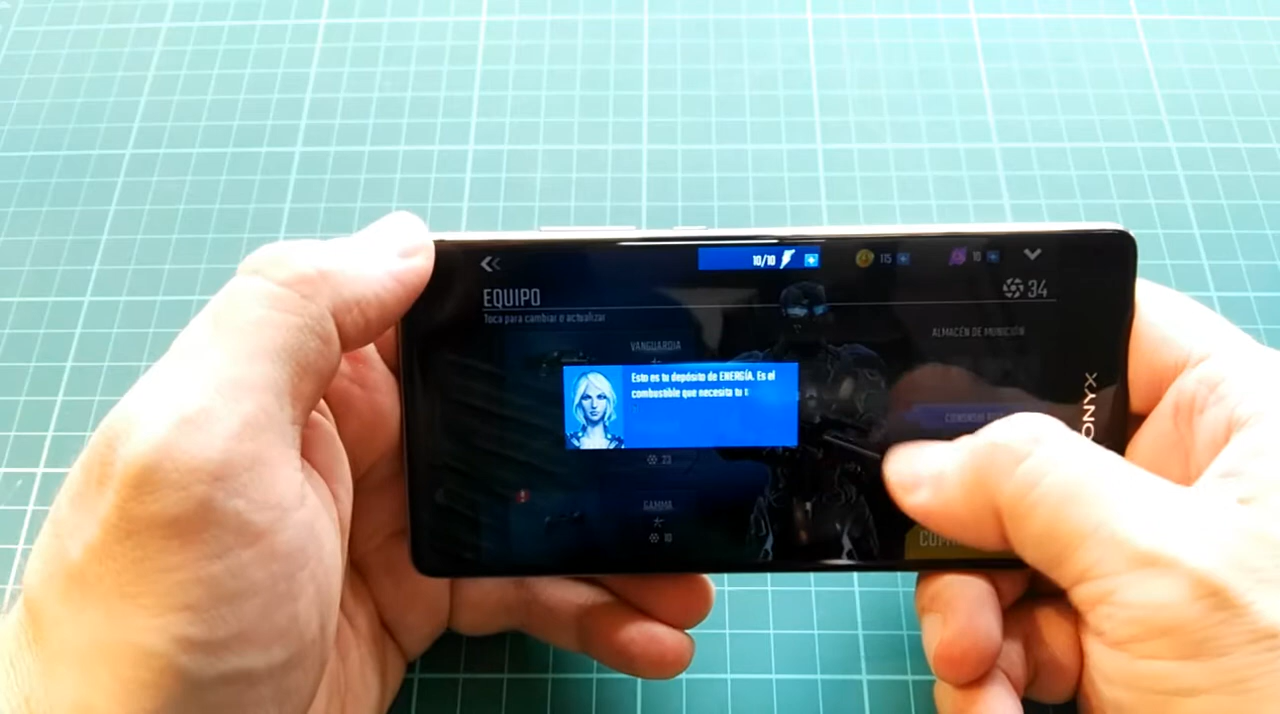 10/10
115
10
EQUIPO
34
Toca para cambiar o actualizar
ALMACÉN DE MUNICIÓN
VANGUARDIA
Esto es tu depósito de ENERGÍA. Es el
combustible que necesita tu t
23
GAMMA
10
ONYX